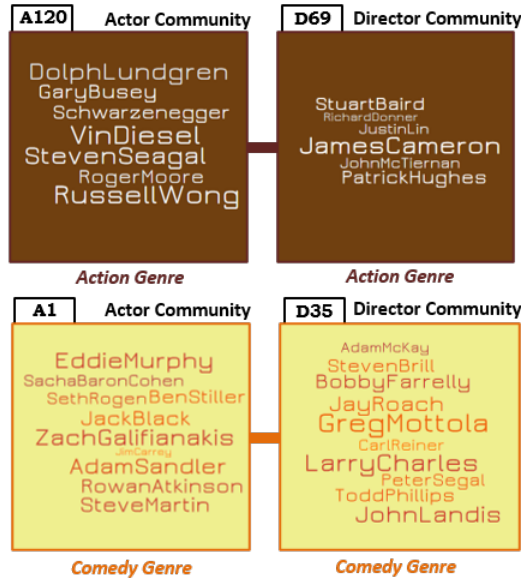 A120 Actor Community
D69 Director Community
DolphLundgren
GaryBusey
Schwarzenegger
VinDiesel
StevenSeagal
RogerMoore
RussellWong
StuartBaird
RichardDonner
JustinLin
JamesCameron
JohnMcTiernan
PatrickHughes
Action Genre
Action Genre
A1 Actor Community
D35 Director Community
EddieMurphy
SachaBaronCohen
SethRogen BenStiller
JackBlack
ZachGalifianakis
JimCarrey
AdamSandler
RowanAtkinson
SteveMartin
AdamMcKay
StevenBrill
BobbyFarrelly
JayRoach
GregMottola
CarlReiner
LarryCharles
PeterSegal
ToddPhillips
JohnLandis
Comedy Genre
Comedy Genre